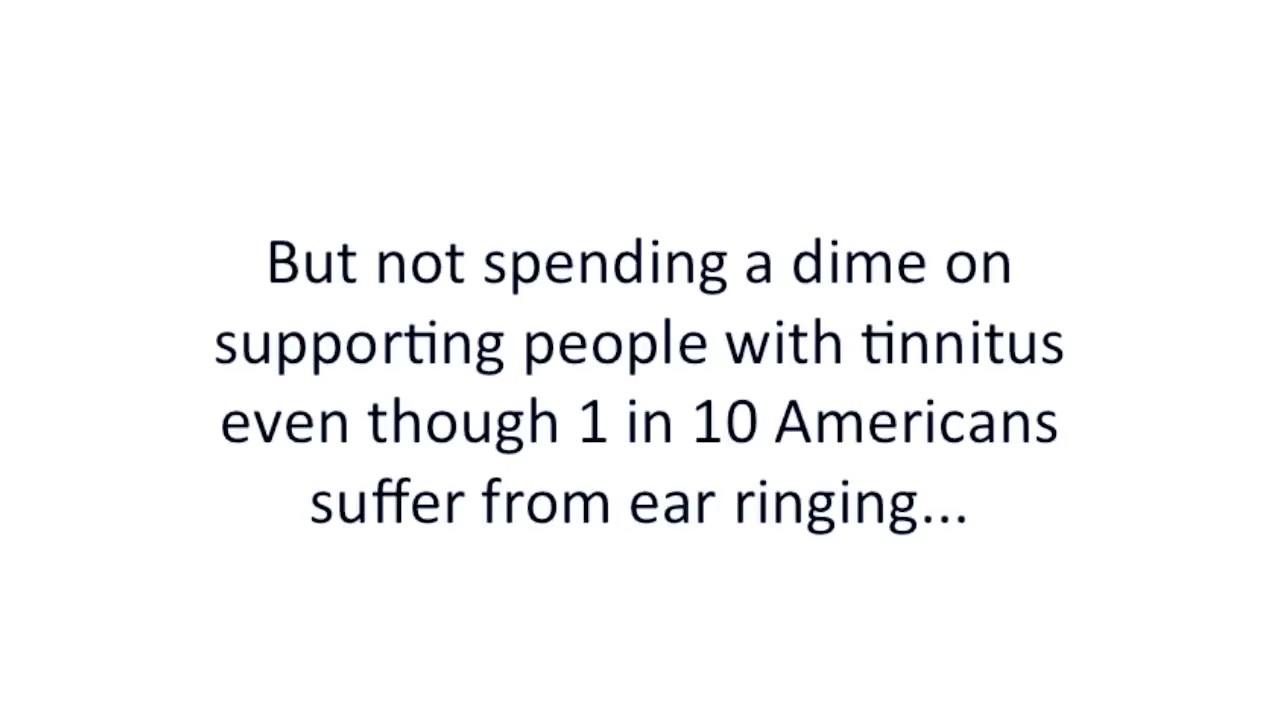 But not spending a dime on
supporting people with tinnitus
even though 1 in 10 Americans
suffer from ear ringing...